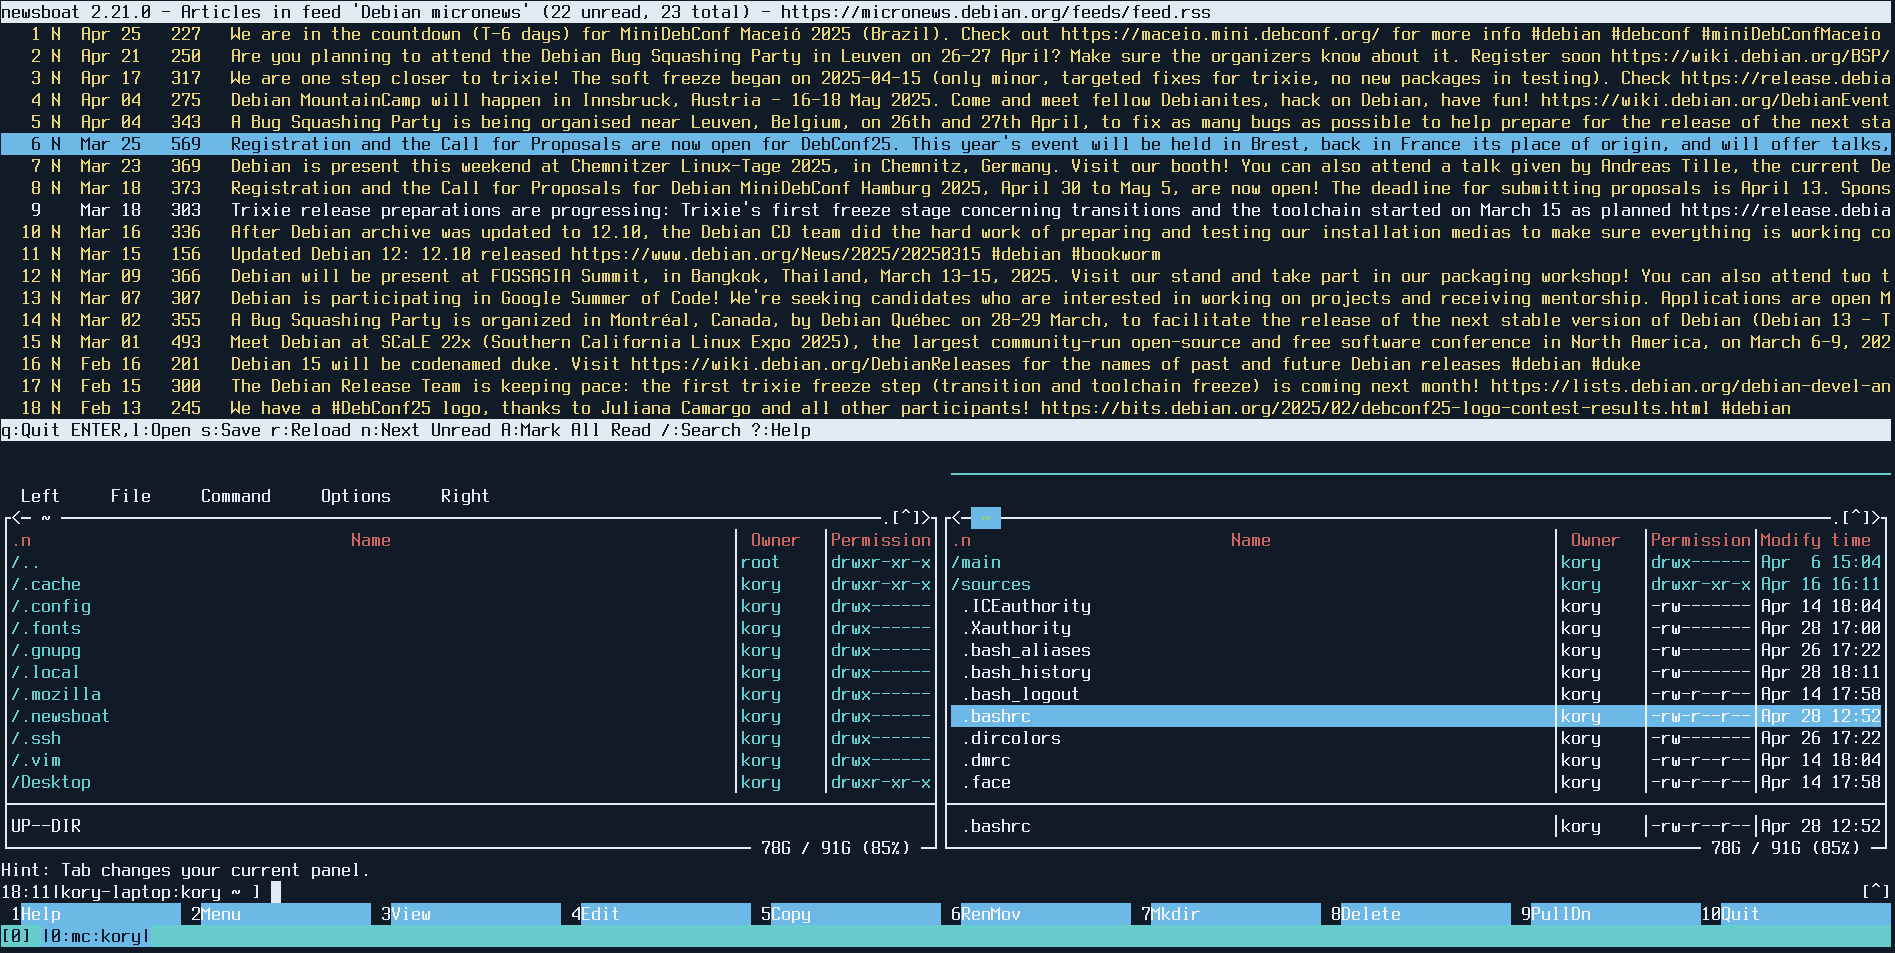 newsboat 2.21.0 - Articles in feed 'Debian micronews' (22 unread, 23 total) - https://micronews.debian.org/feeds/feed.rss
1 N Apr 25 227 We are in the countdown (T-6 days) for MiniDebConf Maceió 2025 (Brazil). Check out https://maceio.mini.debconf.org/ for more info #debian #debconf #miniDebConfMaceio
2 N Apr 21 250 Are you planning to attend the Debian Bug Squashing Party in Leuven on 26-27 April? Make sure the organizers know about it. Register soon https://wiki.debian.org/BSP/
3 N Apr 17 317 We are one step closer to trixie! The soft freeze began on 2025-04-15 (only minor, targeted fixes for trixie, no new packages in testing). Check https://release.debia
4 N Apr 04 275 Debian MountainCamp will happen in Innsbruck, Austria - 16-18 May 2025. Come and meet fellow Debianites, hack on Debian, have fun! https://wiki.debian.org/DebianEvent
5 N Apr 04 343 A Bug Squashing Party is being organised near Leuven, Belgium, on 26th and 27th April, to fix as many bugs as possible to help prepare for the release of the next sta
6 N Mar 25 569 Registration and the Call for Proposals are now open for DebConf25. This year's event will be held in Brest, back in France its place of origin, and will offer talks,
7 N Mar 23 369 Debian is present this weekend at Chemnitzer Linux-Tage 2025, in Chemnitz, Germany. Visit our booth! You can also attend a talk given by Andreas Tille, the current De
8 N Mar 18 373 Registration and the Call for Proposals for Debian MiniDebConf Hamburg 2025, April 30 to May 5, are now open! The deadline for submitting proposals is April 13. Spons
9 Mar 18 303 Trixie release preparations are progressing: Trixie's first freeze stage concerning transitions and the toolchain started on March 15 as planned https://release.debia
10 N Mar 16 336 After Debian archive was updated to 12.10, the Debian CD team did the hard work of preparing and testing our installation medias to make sure everything is working co
11 N Mar 15 156 Updated Debian 12: 12.10 released https://www.debian.org/News/2025/20250315 #debian #bookworm
12 N Mar 09 366 Debian will be present at FOSSASIA Summit, in Bangkok, Thailand, March 13-15, 2025. Visit our stand and take part in our packaging workshop! You can also attend two t
13 N Mar 07 307 Debian is participating in Google Summer of Code! We're seeking candidates who are interested in working on projects and receiving mentorship. Applications are open M
14 N Mar 02 355 A Bug Squashing Party is organized in Montréal, Canada, by Debian Québec on 28-29 March, to facilitate the release of the next stable version of Debian (Debian 13 - T
15 N Mar 01 493 Meet Debian at SCaLE 22x (Southern California Linux Expo 2025), the largest community-run open-source and free software conference in North America, on March 6-9, 202
16 N Feb 16 201 Debian 15 will be codenamed duke. Visit https://wiki.debian.org/DebianReleases for the names of past and future Debian releases #debian #duke
17 N Feb 15 300 The Debian Release Team is keeping pace: the first trixie freeze step (transition and toolchain freeze) is coming next month! https://lists.debian.org/debian-devel-an
18 N Feb 13 245 We have a #DebConf25 logo, thanks to Juliana Camargo and all other participants! https://bits.debian.org/2025/02/debconf25-logo-contest-results.html #debian
q:Quit ENTER,l:Open s:Save r:Reload n:Next Unread A:Mark All Read /:Search ?:Help
Left File Command Options Right
<- ~ .[^]> <- ~ .[^]>
.n Name Owner Permission .n Name Owner Permission Modify time
/.. root drwxr-xr-x /main kory drwx------ Apr 6 15:04
/.cache kory drwxr-xr-x /sources kory drwxr-xr-x Apr 16 16:11
/.config kory drwx------ .ICEauthority kory -rw------- Apr 14 18:04
/.fonts kory drwx------ .Xauthority kory -rw------- Apr 28 17:00
/.gnupg kory drwx------ .bash_aliases kory -rw------- Apr 26 17:22
/.local kory drwx------ .bash_history kory -rw------- Apr 28 18:11
/.mozilla kory drwx------ .bash_logout kory -rw-r--r-- Apr 14 17:58
/.newsboat kory drwx------ .bashrc kory -rw-r--r-- Apr 28 12:52
/.ssh kory drwx------ .dircolors kory -rw------- Apr 26 17:22
/.vim kory drwx------ .dmrc kory -rw-r--r-- Apr 14 18:04
/Desktop kory drwxr-xr-x .face kory -rw-r--r-- Apr 14 17:58
UP--DIR .bashrc kory -rw-r--r-- Apr 28 12:52
78G / 91G (85%) 78G / 91G (85%)
Hint: Tab changes your current panel.
18:11|kory-laptop:kory ~ ] [^]
1Help 2Menu 3View 4Edit 5Copy 6RenMov 7Mkdir 8Delete 9PullDn 10Quit
[0] |0:mc:kory|